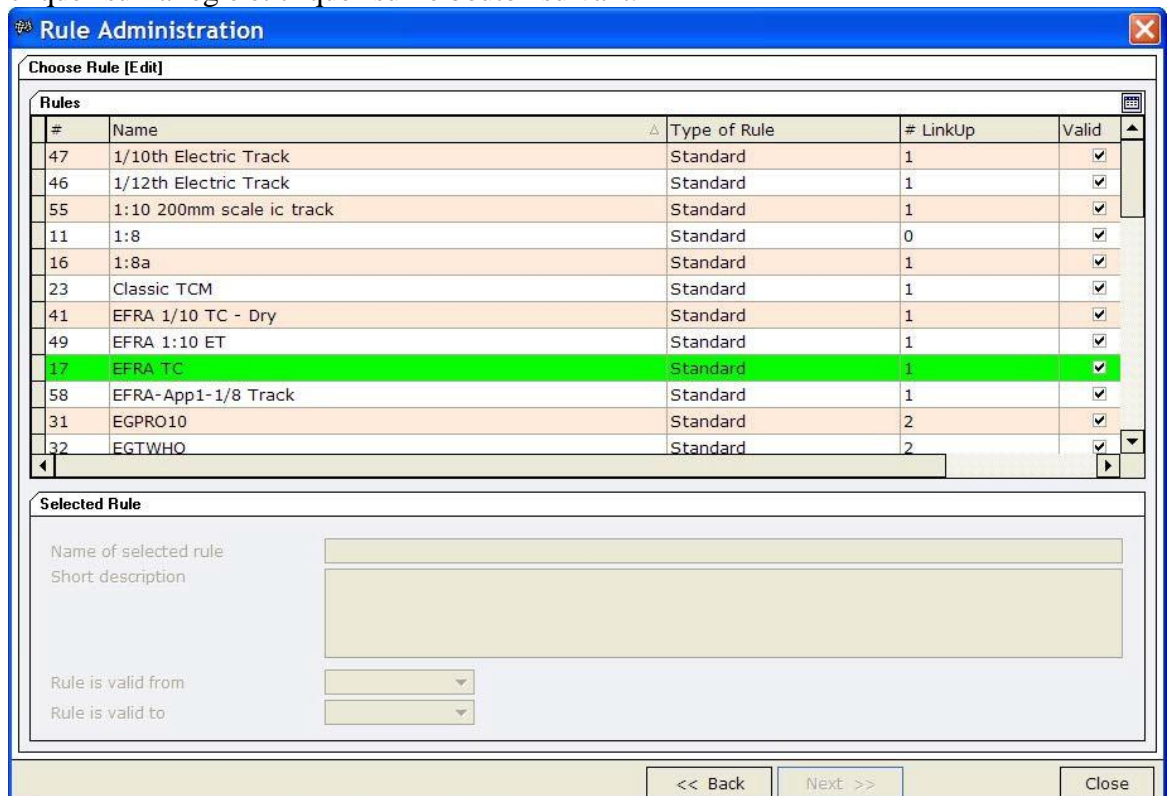 Rule Administration
Choose Rule [Edit]
Rules
# Name Type of Rule # LinkUp Valid
47 1/10th Electric Track Standard 1
46 1/12th Electric Track Standard 1
55 1:10 200mm scale ic track Standard 1
11 1:8 Standard 0
16 1:8a Standard 1
23 Classic TCM Standard 1
41 EFRA 1/10 TC - Dry Standard 1
49 EFRA 1:10 ET Standard 1
17 EFRA TC Standard 1
58 EFRA-App1-1/8 Track Standard 1
31 EGPRO10 Standard 2
32 EGTWHO Standard 2
Selected Rule
Name of selected rule
Short description
Rule is valid from
Rule is valid to
<< Back Next >> Close